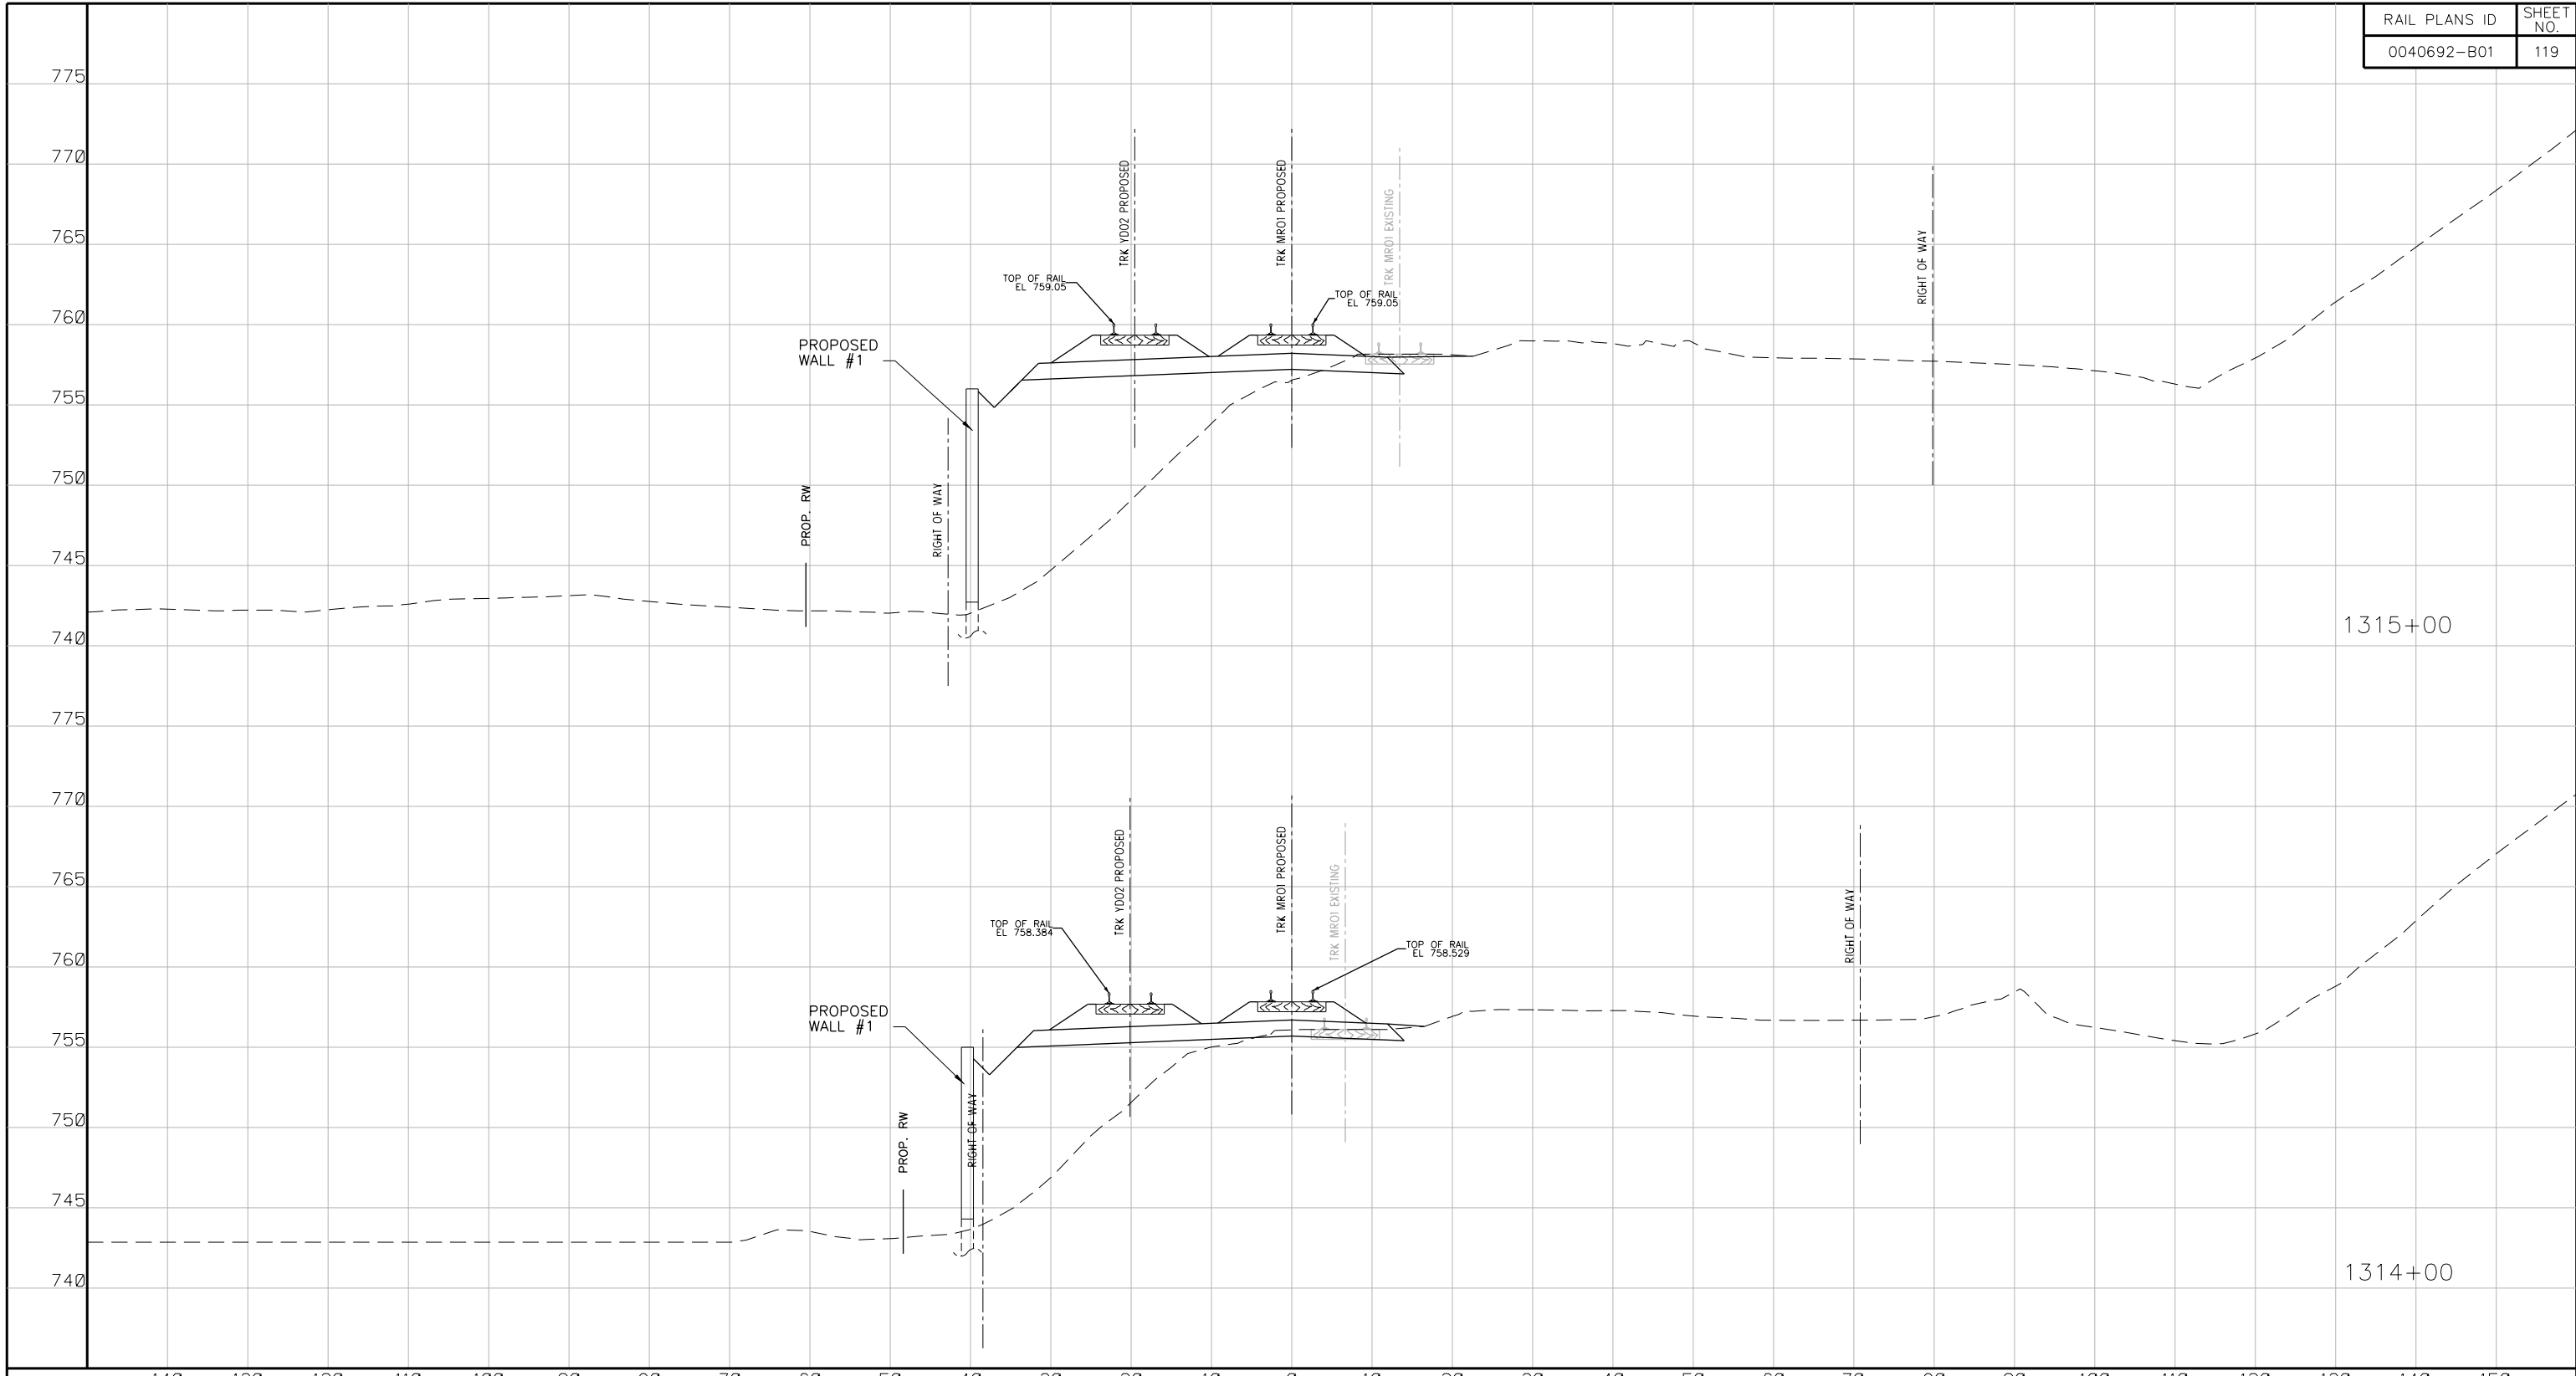 RAIL PLANS ID
SHEET
NO.
0040692-B01
119
775
770
765
760
755
750
745
740
TRK YD02 PROPOSED
TRK MR01 PROPOSED
TRK MR01 EXISTING
RIGHT OF WAY
TOP OF RAIL
EL 759.05
TOP OF RAIL
EL 759.05
PROPOSED
WALL #1
PROP. RW
RIGHT OF WAY
1315+00
775
770
765
760
755
750
745
740
TRK YD02 PROPOSED
TRK MR01 PROPOSED
TRK MR01 EXISTING
RIGHT OF WAY
TOP OF RAIL
EL 758.384
TOP OF RAIL
EL 758.529
PROPOSED
WALL #1
PROP. RW
RIGHT OF WAY
1314+00